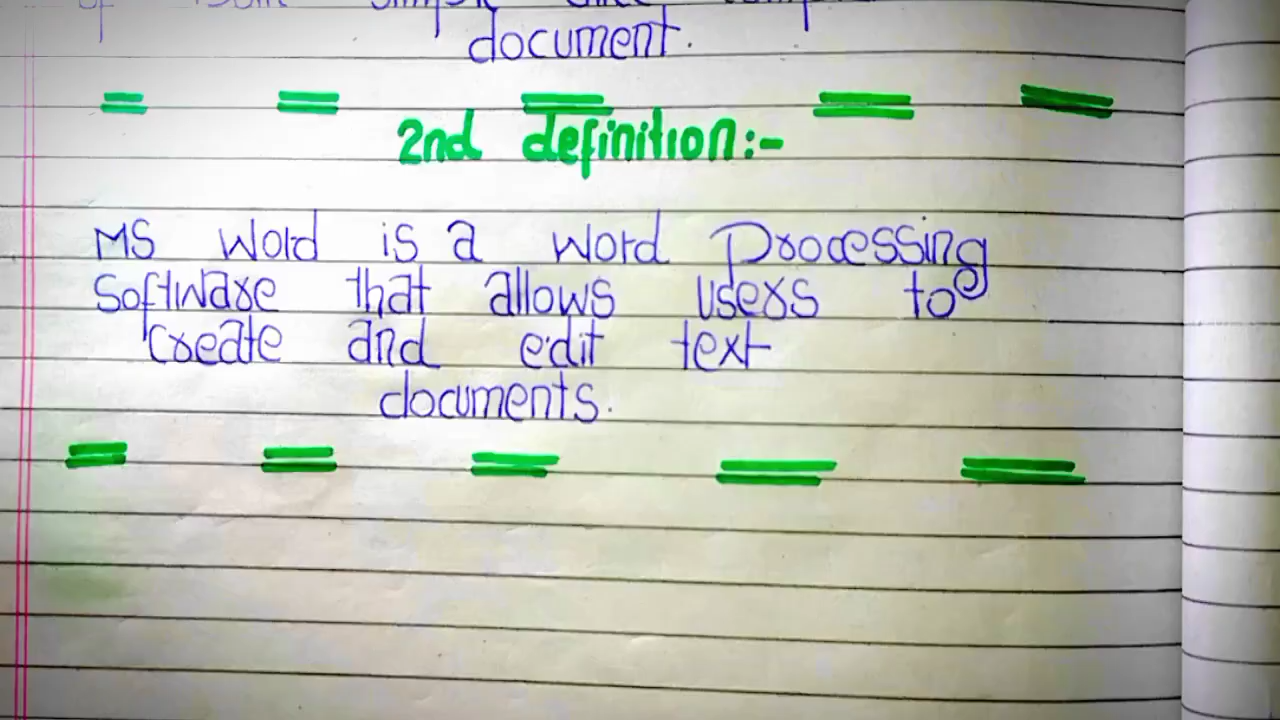 document.
2nd definition:-
MS Word is a word Processing
Software that allows users to
create and edit text
documents.